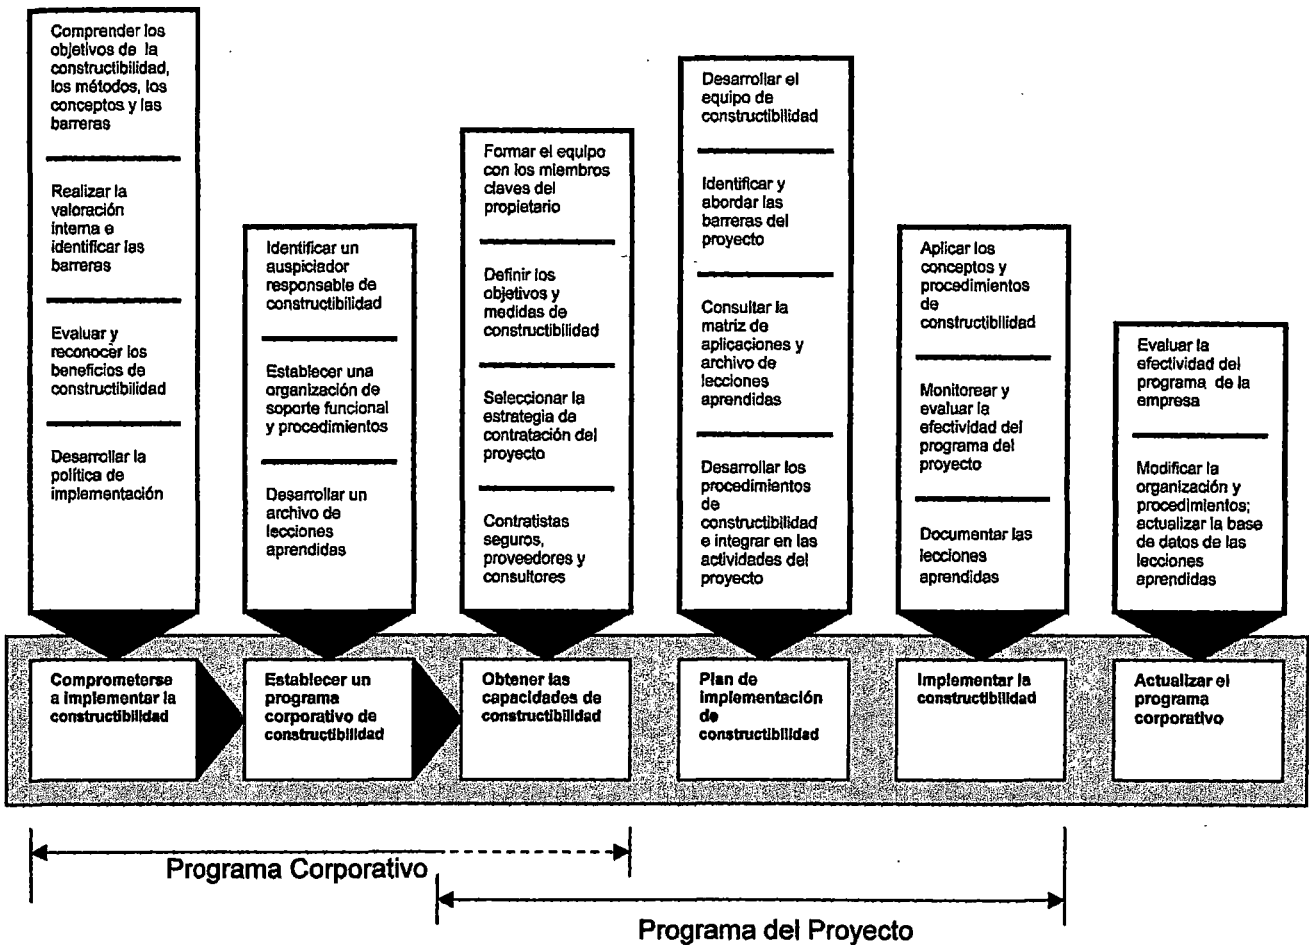 Comprender los
objetivos de la
constructibilidad,
los métodos, los
conceptos y las
barreras
Realizar la
valoración
interna e
identificar las
barreras
Evaluar y
reconocer los
beneficios de
constructibilidad
Desarrollar la
política de
implementación
Identificar un
auspiciador
responsable de
constructibilidad
Establecer una
organización de
soporte funcional
y procedimientos
Desarrollar un
archivo de
lecciones
aprendidas
Formar el equipo
con los miembros
claves del
propietario
Definir los
objetivos y
medidas de
constructibilidad
Seleccionar la
estrategia de
contratación del
proyecto
Contratistas
seguros,
proveedores y
consultores
Desarrollar el
equipo de
constructibilidad
Identificar y
abordar las
barreras del
proyecto
Consultar la
matriz de
aplicaciones y
archivo de
lecciones
aprendidas
Desarrollar los
procedimientos
de
constructibilidad
e integrar en las
actividades del
proyecto
Aplicar los
conceptos y
procedimientos
de
constructibilidad
Monitorear y
evaluar la
efectividad del
programa del
proyecto
Documentar las
lecciones
aprendidas
Evaluar la
efectividad del
programa de la
empresa
Modificar la
organización y
procedimientos;
actualizar la base
de datos de las
lecciones
aprendidas
Comprometerse
a implementar la
constructibilidad
Establecer un
programa
corporativo de
constructibilidad
Obtener las
capacidades de
constructibilidad
Plan de
implementación
de
constructibilidad
Implementar la
constructibilidad
Actualizar el
programa
corporativo
Programa Corporativo
Programa del Proyecto